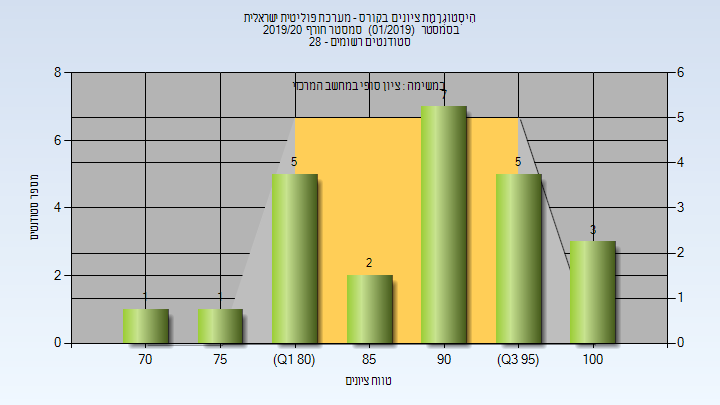 היסטוגרמת ציונים בקורס - מערכת פוליטית ישראלית
בסמסטר (01/2019) סמסטר חורף 2019/20
סטודנטים רשומים - 28
במשימה : ציון סופי במחשב המרכזי
8 6 4 2 0
מספר סטודנטים
1 1 5 2 7 5 3
6 5 4 3 2 1 0
70 75 (Q1 80) 85 90 (Q3 95) 100
טווח ציונים